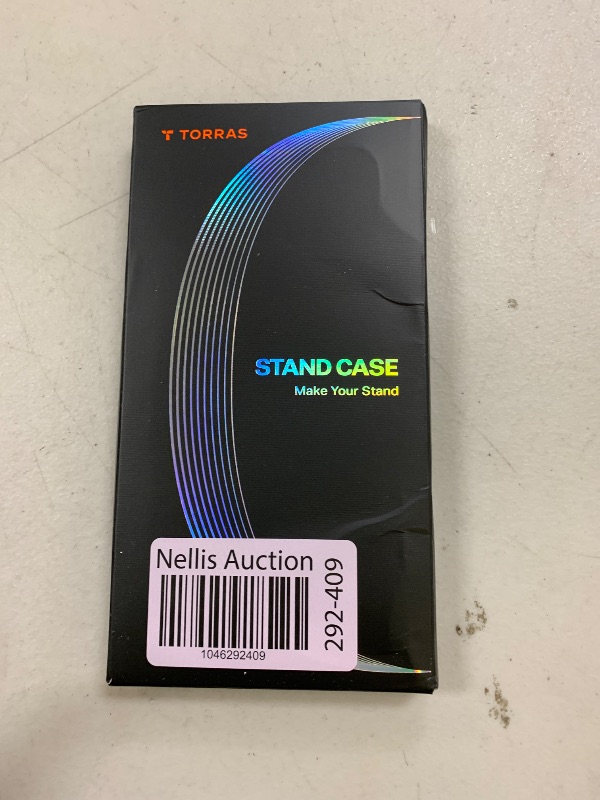 TORRAS
STAND CASE
Make Your Stand
Nellis Auction
292-409
1046292409